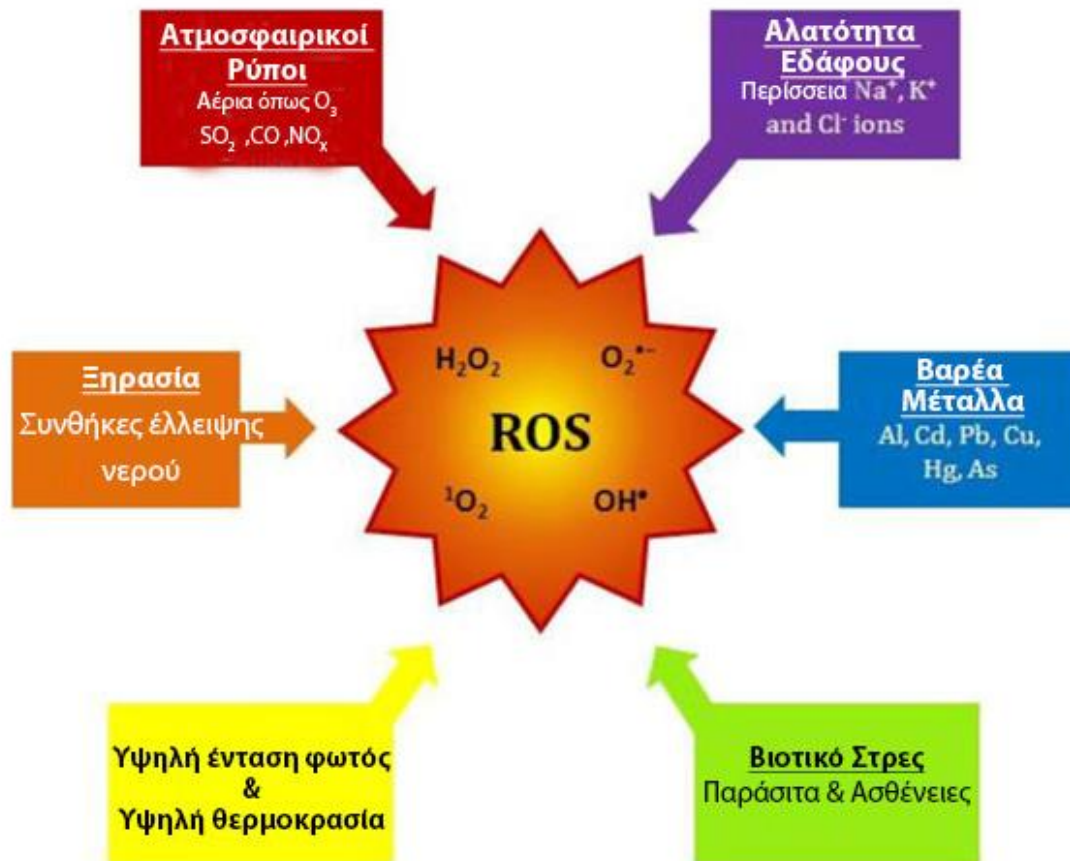 Ατμοσφαιρικοί
Ρύποι
Αέρια όπως O₃
SO₂ ,CO ,NOₓ
Αλατότητα
Εδάφους
Περίσσεια Na⁺, K⁺
and Cl⁻ ions
Ξηρασία
Συνθήκες έλλειψης
νερού
H₂O₂
O₂•⁻
ROS
¹O₂
OH•
Βαρέα
Μέταλλα
Al, Cd, Pb, Cu,
Hg, As
Υψηλή ένταση φωτός
&
Υψηλή θερμοκρασία
Βιοτικό Στρες
Παράσιτα & Ασθένειες